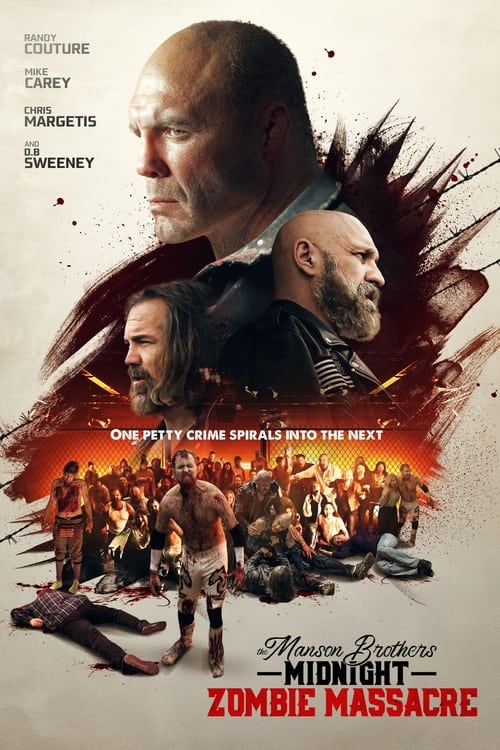 RANDY
COUTURE
MIKE
CAREY
CHRIS
MARGETIS
AND
D.B
SWEENEY
ONE PETTY CRIME SPIRALS INTO THE NEXT
the Manson Brothers
MIDNIGHT
ZOMBIE MASSACRE